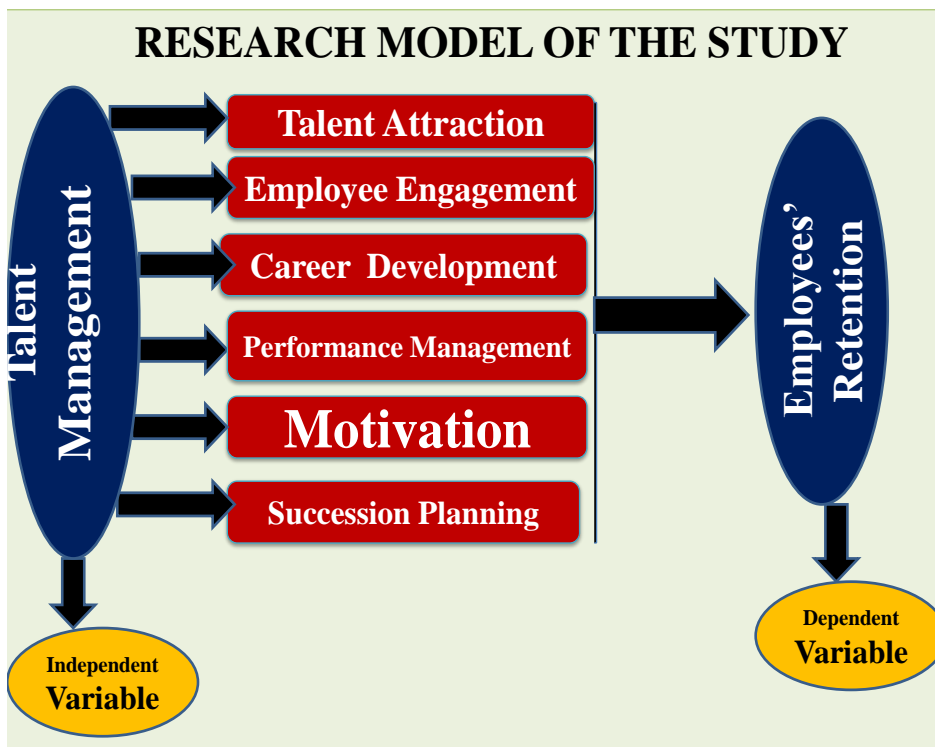 RESEARCH MODEL OF THE STUDY
Talent
Management
Talent Attraction
Employee Engagement
Career Development
Performance Management
Motivation
Succession Planning
Employees’
Retention
Independent
Variable
Dependent
Variable